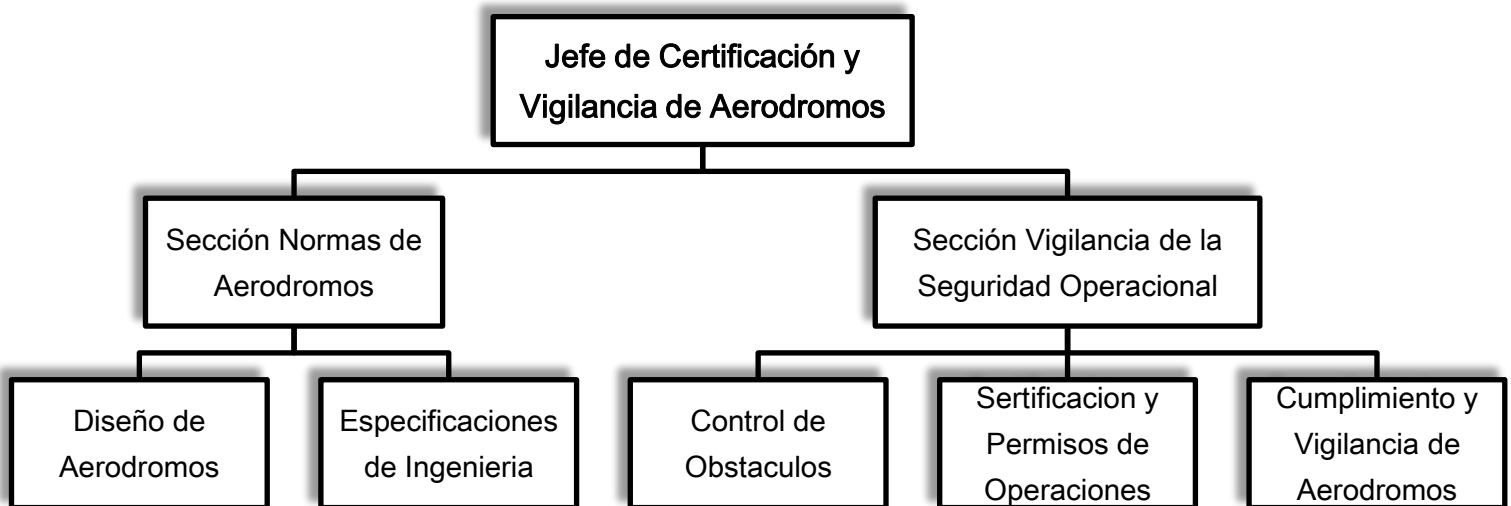 Jefe de Certificación y
Vigilancia de Aerodromos
Sección Normas de
Aerodromos
Sección Vigilancia de la
Seguridad Operacional
Diseño de
Aerodromos
Especificaciones
de Ingenieria
Control de
Obstaculos
Sertificacion y
Permisos de
Operaciones
Cumplimiento y
Vigilancia de
Aerodromos